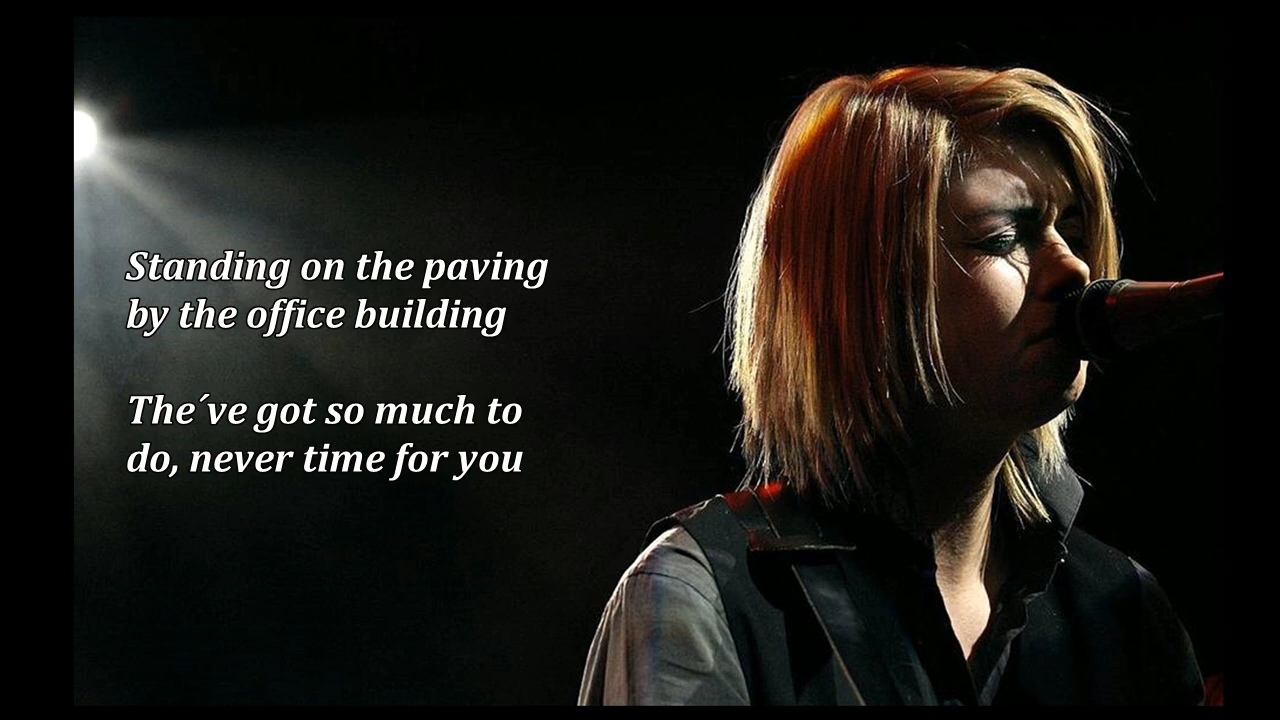 Standing on the paving
by the office building
The´ve got so much to
do, never time for you